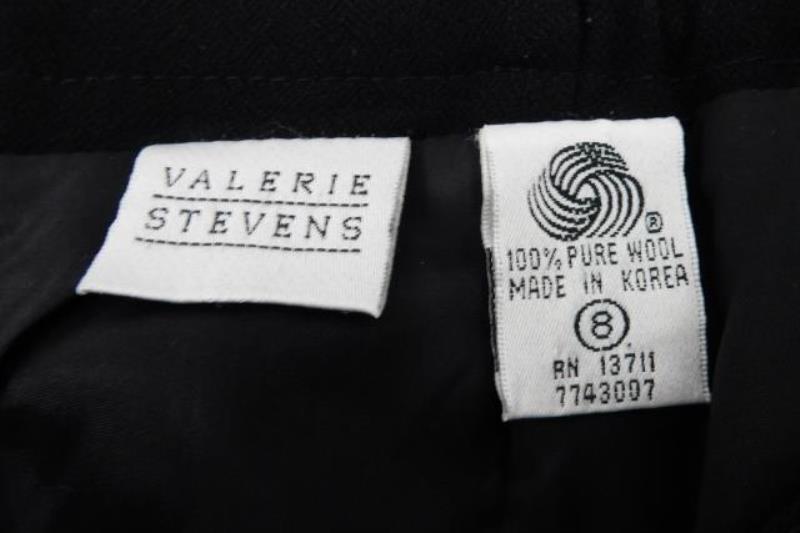 VALERIE
STEVENS
®
100% PURE WOOL
MADE IN KOREA
8
RN 13711
7743097